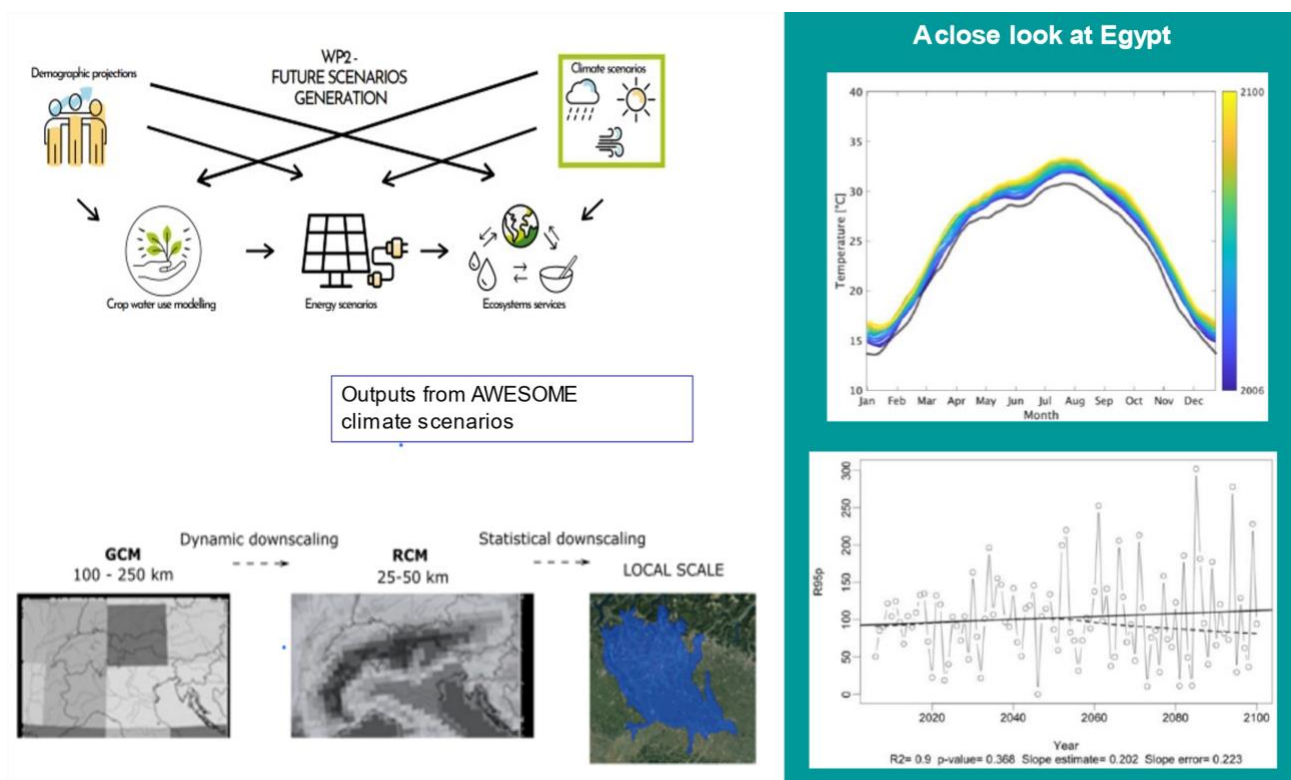 WP2 -
FUTURE SCENARIOS
GENERATION
Demographic projections
Climate scenarios
Crop water use modelling
Energy scenarios
Ecosystems services
Outputs from AWESOME
climate scenarios
Dynamic downscaling
Statistical downscaling
GCM
100 - 250 km
RCM
25-50 km
LOCAL SCALE
Aclose look at Egypt
40
35
30
25
20
15
10
Temperature [°C]
Jan Feb Mar Apr May Jun Jul Aug Sep Oct Nov Dec
Month
2100
2006
300
250
200
150
100
50
0
R95p
2020 2040 2060 2080 2100
Year
R2= 0.9 p-value= 0.368 Slope estimate= 0.202 Slope error= 0.223